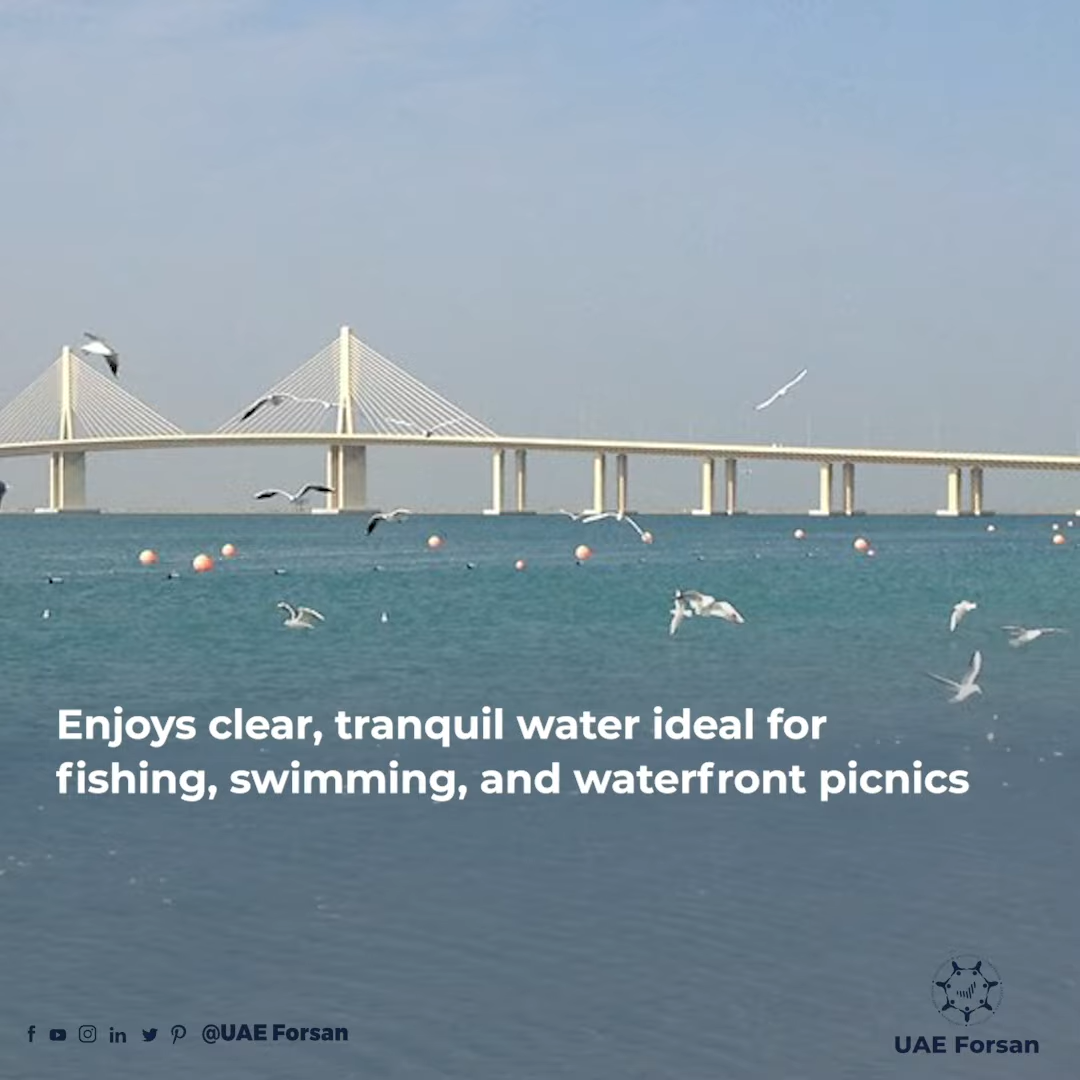 Enjoys clear, tranquil water ideal for
fishing, swimming, and waterfront picnics
@UAE Forsan
UAE Forsan